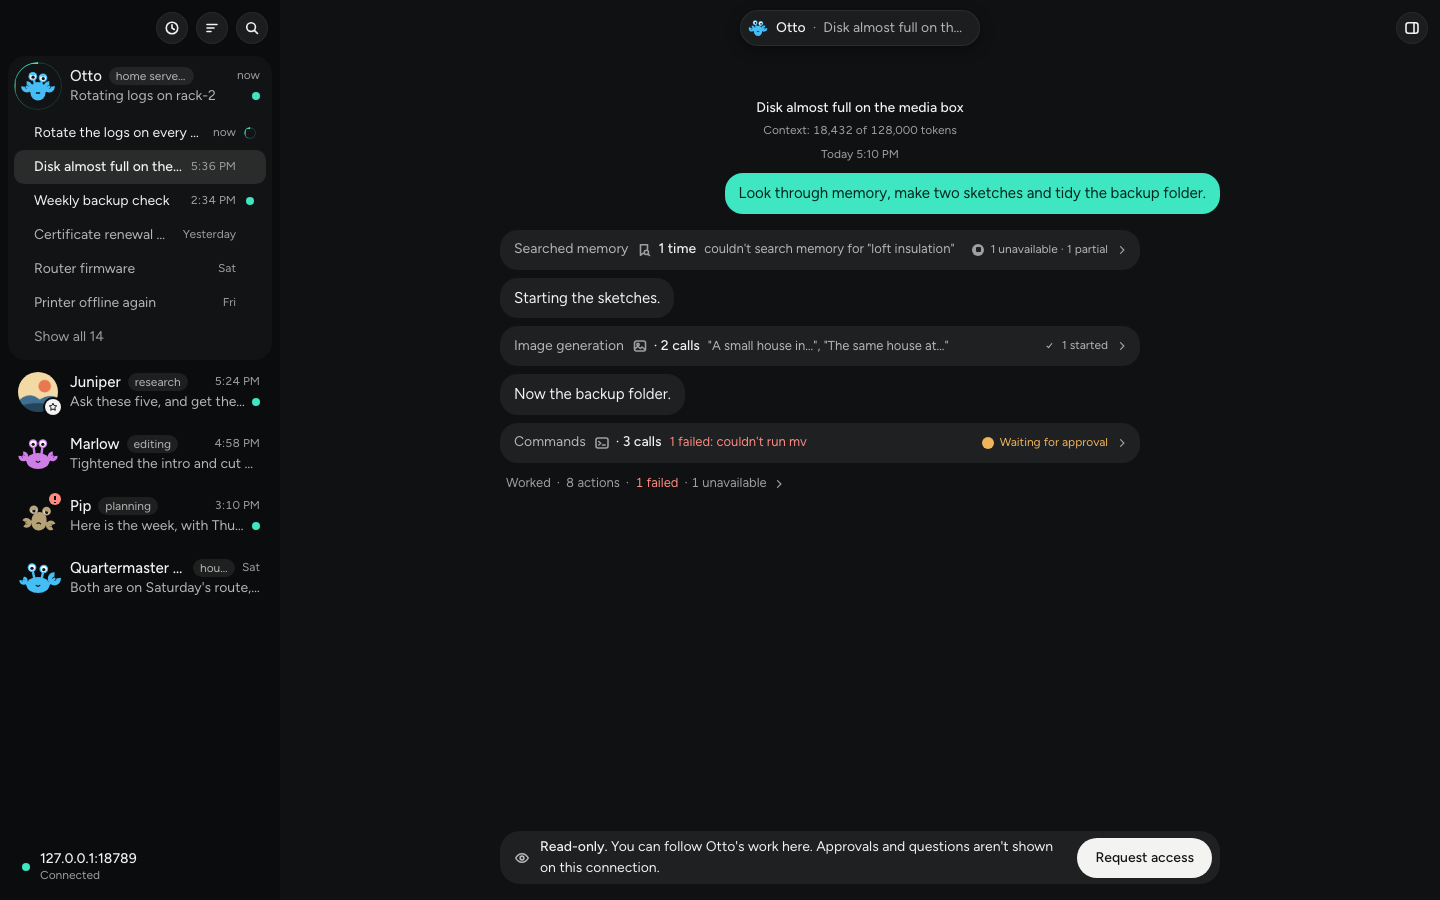 Otto home serve... now
Rotating logs on rack-2
Rotate the logs on every ... now
Disk almost full on the... 5:36 PM
Weekly backup check 2:34 PM
Certificate renewal ... Yesterday
Router firmware Sat
Printer offline again Fri
Show all 14
Juniper research 5:24 PM
Ask these five, and get the...
Marlow editing 4:58 PM
Tightened the intro and cut ...
Pip planning 3:10 PM
Here is the week, with Thu...
Quartermaster ... hou... Sat
Both are on Saturday's route,...
127.0.0.1:18789
Connected
Otto · Disk almost full on th...
Disk almost full on the media box
Context: 18,432 of 128,000 tokens
Today 5:10 PM
Look through memory, make two sketches and tidy the backup folder.
Searched memory 1 time couldn't search memory for "loft insulation" 1 unavailable · 1 partial
Starting the sketches.
Image generation · 2 calls "A small house in...", "The same house at..." 1 started
Now the backup folder.
Commands · 3 calls 1 failed: couldn't run mv Waiting for approval
Worked · 8 actions · 1 failed · 1 unavailable
Read-only. You can follow Otto's work here. Approvals and questions aren't shown
on this connection.
Request access